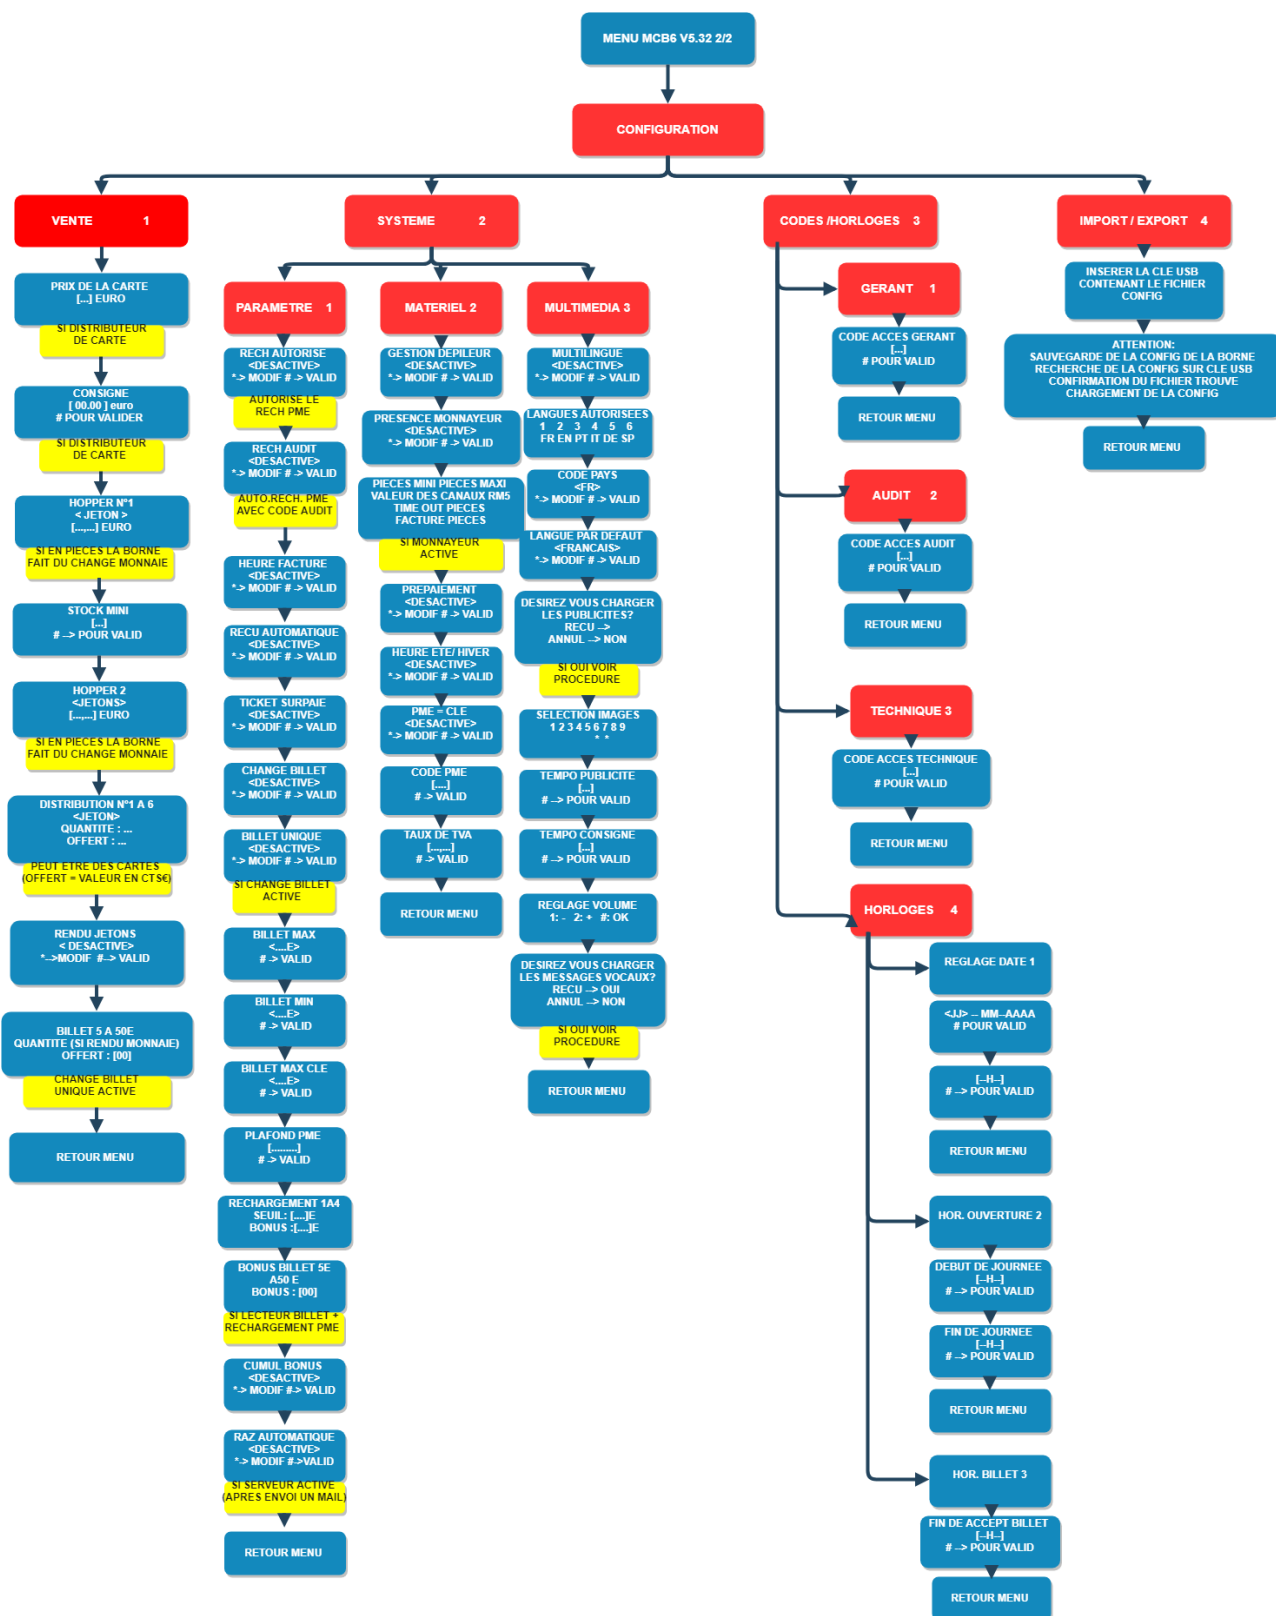 MENU MCB6 V5.32 2/2
CONFIGURATION
VENTE 1
PRIX DE LA CARTE
[...] EURO
SI DISTRIBUTEUR
DE CARTE
CONSIGNE
[ 00.00 ] euro
# POUR VALIDER
SI DISTRIBUTEUR
DE CARTE
HOPPER N°1
< JETON >
[...,...] EURO
SI EN PIECES LA BORNE
FAIT DU CHANGE MONNAIE
STOCK MINI
[...]
# --> POUR VALID
HOPPER 2
<JETONS>
[...,...] EURO
SI EN PIECES LA BORNE
FAIT DU CHANGE MONNAIE
DISTRIBUTION N°1 A 6
<JETON>
QUANTITE : ...
OFFERT : ...
PEUT ETRE DES CARTES
(OFFERT = VALEUR EN CTS€)
RENDU JETONS
< DESACTIVE>
*-->MODIF #--> VALID
BILLET 5 A 50E
QUANTITE (SI RENDU MONNAIE)
OFFERT : [00]
CHANGE BILLET
UNIQUE ACTIVE
RETOUR MENU
SYSTEME 2
PARAMETRE 1
RECH AUTORISE
<DESACTIVE>
*-> MODIF # -> VALID
AUTORISE LE
RECH PME
RECH AUDIT
<DESACTIVE>
*-> MODIF # -> VALID
AUTO.RECH. PME
AVEC CODE AUDIT
HEURE FACTURE
<DESACTIVE>
*-> MODIF # -> VALID
RECU AUTOMATIQUE
<DESACTIVE>
*-> MODIF # -> VALID
TICKET SURPAIE
<DESACTIVE>
*-> MODIF # -> VALID
CHANGE BILLET
<DESACTIVE>
*-> MODIF # -> VALID
BILLET UNIQUE
<DESACTIVE>
*-> MODIF # -> VALID
SI CHANGE BILLET
ACTIVE
BILLET MAX
<....E>
# -> VALID
BILLET MIN
<....E>
# -> VALID
BILLET MAX CLE
<....E>
# -> VALID
PLAFOND PME
[.........]
# -> VALID
RECHARGEMENT 1A4
SEUIL: [....]E
BONUS :[....]E
BONUS BILLET 5E
A50 E
BONUS : [00]
SI LECTEUR BILLET +
RECHARGEMENT PME
CUMUL BONUS
<DESACTIVE>
*-> MODIF #-> VALID
RAZ AUTOMATIQUE
<DESACTIVE>
*-> MODIF #->VALID
SI SERVEUR ACTIVE
(APRES ENVOI UN MAIL)
RETOUR MENU
MATERIEL 2
GESTION DEPILEUR
<DESACTIVE>
*-> MODIF # -> VALID
PRESENCE MONNAYEUR
<DESACTIVE>
*-> MODIF # -> VALID
PIECES MINI PIECES MAXI
VALEUR DES CANAUX RM5
TIME OUT PIECES
FACTURE PIECES
SI MONNAYEUR
ACTIVE
PREPAIEMENT
<DESACTIVE>
*-> MODIF # -> VALID
HEURE ETE/ HIVER
<DESACTIVE>
*-> MODIF # -> VALID
PME = CLE
<DESACTIVE>
*-> MODIF # -> VALID
CODE PME
[....]
# -> VALID
TAUX DE TVA
[...,...]
# -> VALID
RETOUR MENU
MULTIMEDIA 3
MULTILINGUE
<DESACTIVE>
*-> MODIF # -> VALID
LANGUES AUTORISEES
1 2 3 4 5 6
FR EN PT IT DE SP
CODE PAYS
<FR>
*-> MODIF # -> VALID
LANGUE PAR DEFAUT
<FRANCAIS>
*-> MODIF # -> VALID
DESIREZ VOUS CHARGER
LES PUBLICITES?
RECU -->
ANNUL --> NON
SI OUI VOIR
PROCEDURE
SELECTION IMAGES
1 2 3 4 5 6 7 8 9
* *
TEMPO PUBLICITE
[...]
# --> POUR VALID
TEMPO CONSIGNE
[...]
# --> POUR VALID
REGLAGE VOLUME
1: - 2: + #: OK
DESIREZ VOUS CHARGER
LES MESSAGES VOCAUX?
RECU --> OUI
ANNUL --> NON
SI OUI VOIR
PROCEDURE
RETOUR MENU
CODES /HORLOGES 3
GERANT 1
CODE ACCES GERANT
[...]
# POUR VALID
RETOUR MENU
AUDIT 2
CODE ACCES AUDIT
[...]
# POUR VALID
RETOUR MENU
TECHNIQUE 3
CODE ACCES TECHNIQUE
[...]
# POUR VALID
RETOUR MENU
HORLOGES 4
REGLAGE DATE 1
<JJ> -- MM--AAAA
# POUR VALID
[--H--]
# --> POUR VALID
RETOUR MENU
HOR. OUVERTURE 2
DEBUT DE JOURNEE
[--H--]
# --> POUR VALID
FIN DE JOURNEE
[--H--]
# --> POUR VALID
RETOUR MENU
HOR. BILLET 3
FIN DE ACCEPT BILLET
[--H--]
# --> POUR VALID
RETOUR MENU
IMPORT / EXPORT 4
INSERER LA CLE USB
CONTENANT LE FICHIER
CONFIG
ATTENTION:
SAUVEGARDE DE LA CONFIG DE LA BORNE
RECHERCHE DE LA CONFIG SUR CLE USB
CONFIRMATION DU FICHIER TROUVE
CHARGEMENT DE LA CONFIG
RETOUR MENU